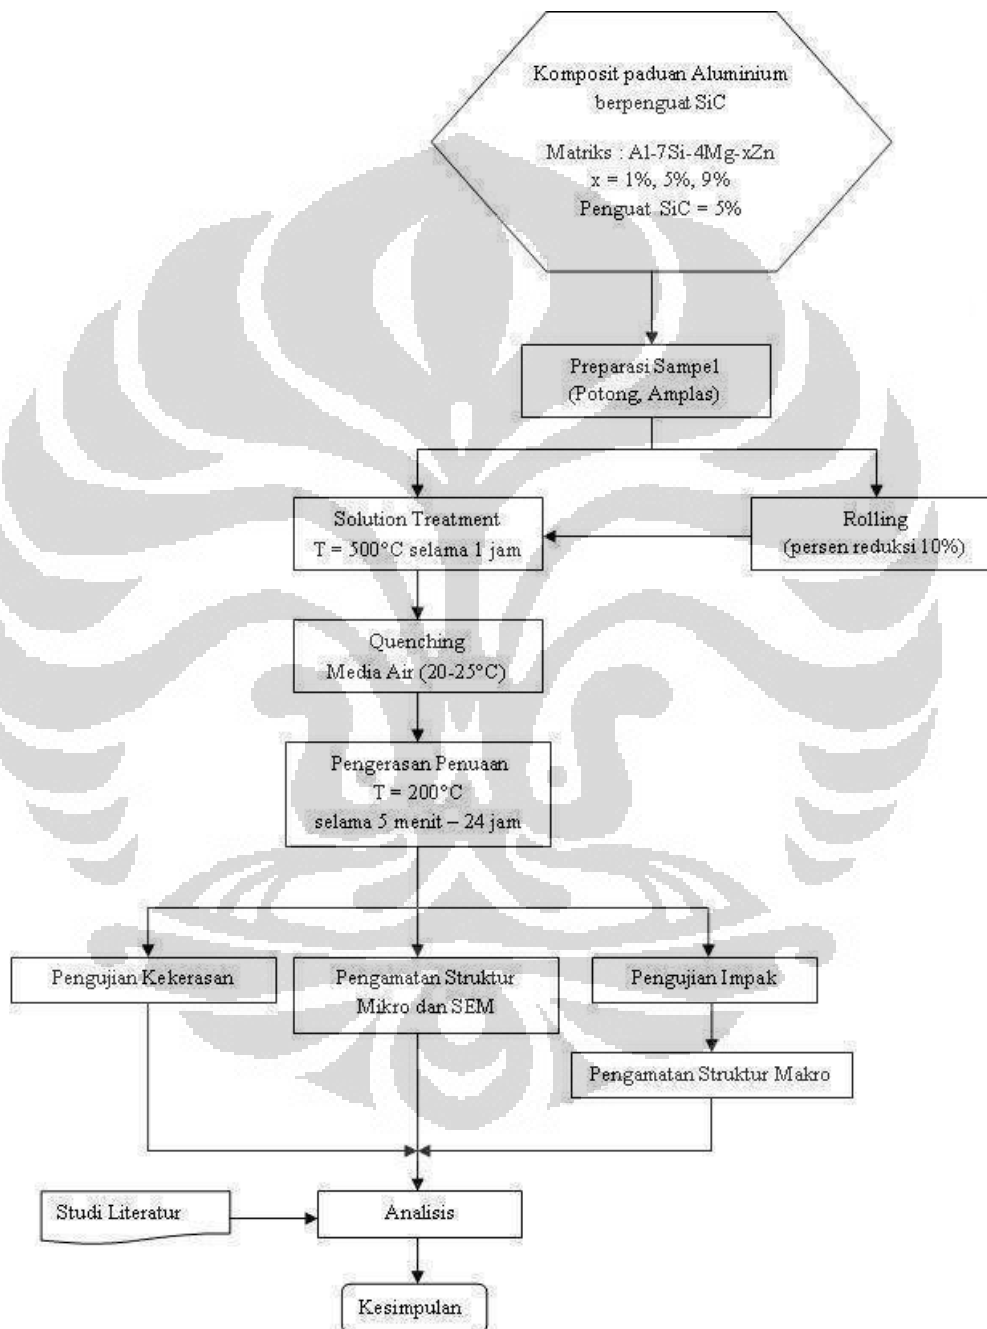 Komposit paduan Aluminium
berpenguat SiC
Matriks : Al-7Si-4Mg-xZn
x = 1%, 5%, 9%
Penguat SiC = 5%
Preparasi Sampel
(Potong, Amplas)
Solution Treatment
T = 500°C selama 1 jam
Rolling
(persen reduksi 10%)
Quenching
Media Air (20-25°C)
Pengerasan Penuaan
T = 200°C
selama 5 menit – 24 jam
Pengujian Kekerasan
Pengamatan Struktur
Mikro dan SEM
Pengujian Impak
Pengamatan Struktur Makro
Studi Literatur
Analisis
Kesimpulan